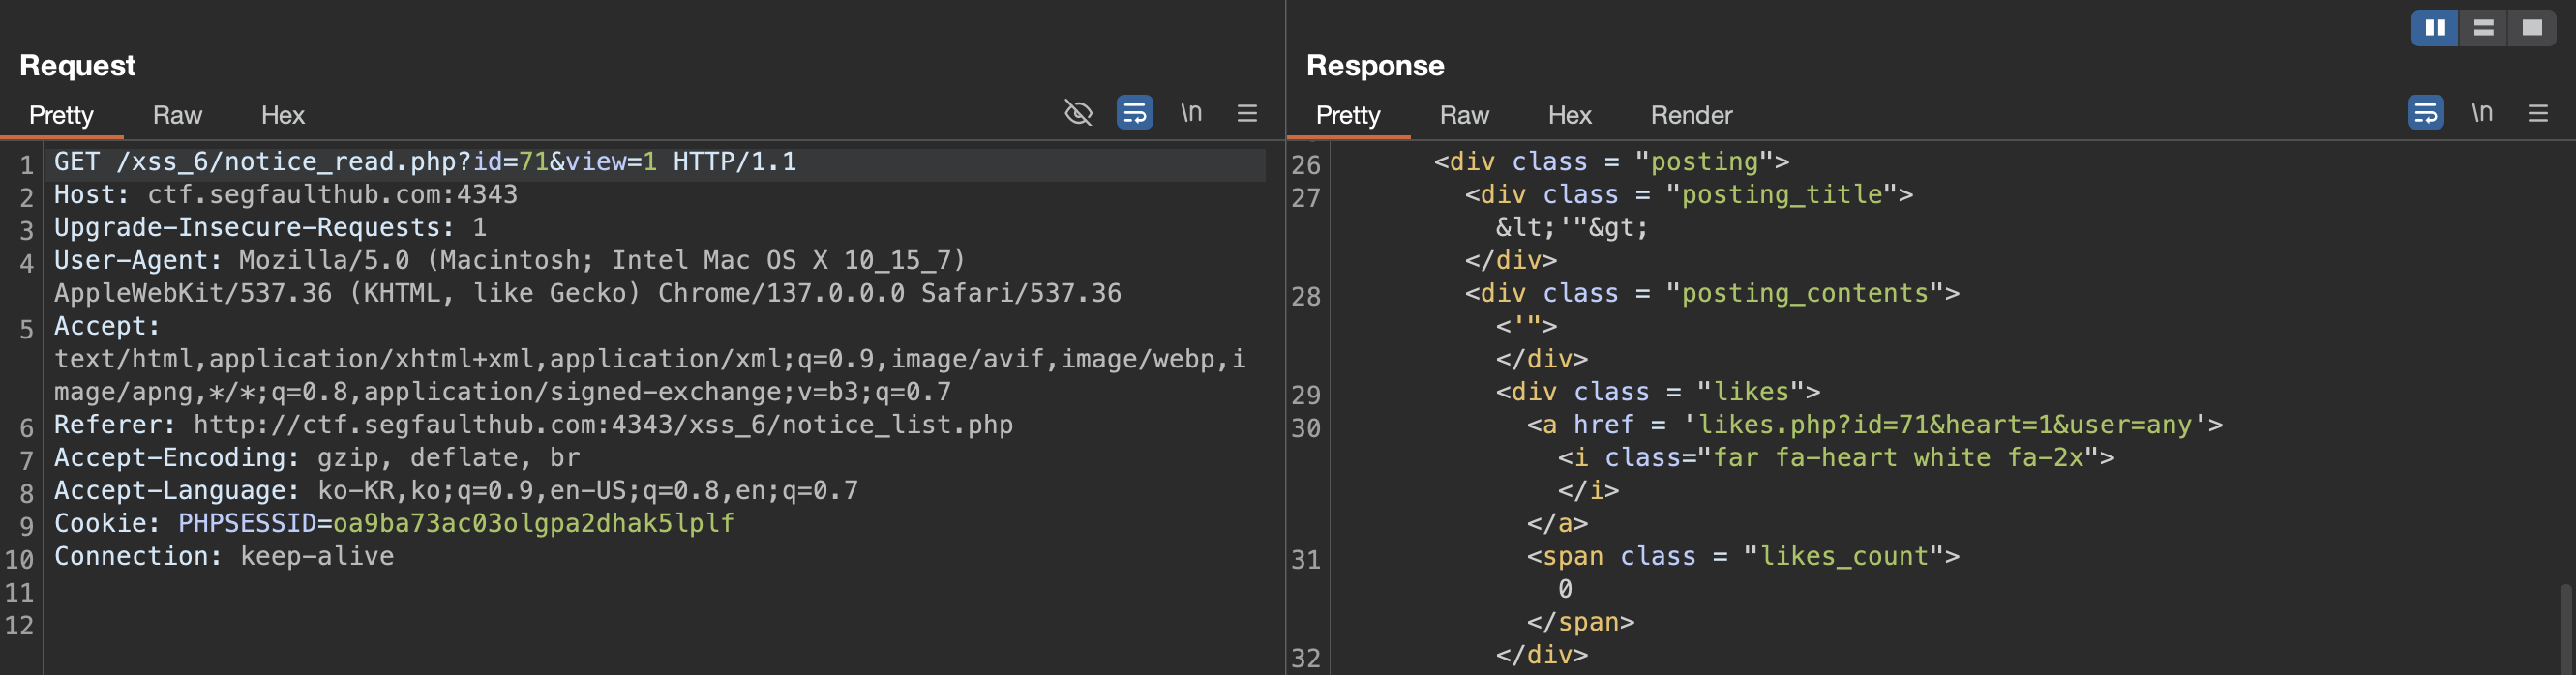 Request
Pretty Raw Hex \n
1 GET /xss_6/notice_read.php?id=71&view=1 HTTP/1.1
2 Host: ctf.segfaulthub.com:4343
3 Upgrade-Insecure-Requests: 1
4 User-Agent: Mozilla/5.0 (Macintosh; Intel Mac OS X 10_15_7)
AppleWebKit/537.36 (KHTML, like Gecko) Chrome/137.0.0.0 Safari/537.36
5 Accept:
text/html,application/xhtml+xml,application/xml;q=0.9,image/avif,image/webp,i
mage/apng,*/*;q=0.8,application/signed-exchange;v=b3;q=0.7
6 Referer: http://ctf.segfaulthub.com:4343/xss_6/notice_list.php
7 Accept-Encoding: gzip, deflate, br
8 Accept-Language: ko-KR,ko;q=0.9,en-US;q=0.8,en;q=0.7
9 Cookie: PHPSESSID=oa9ba73ac03olgpa2dhak5lplf
10 Connection: keep-alive
11
12
Response
Pretty Raw Hex Render \n
26 <div class = "posting">
27 <div class = "posting_title">
&lt;'"&gt;
</div>
28 <div class = "posting_contents">
<'">
</div>
29 <div class = "likes">
30 <a href = 'likes.php?id=71&heart=1&user=any'>
<i class="far fa-heart white fa-2x">
</i>
</a>
31 <span class = "likes_count">
0
</span>
32 </div>